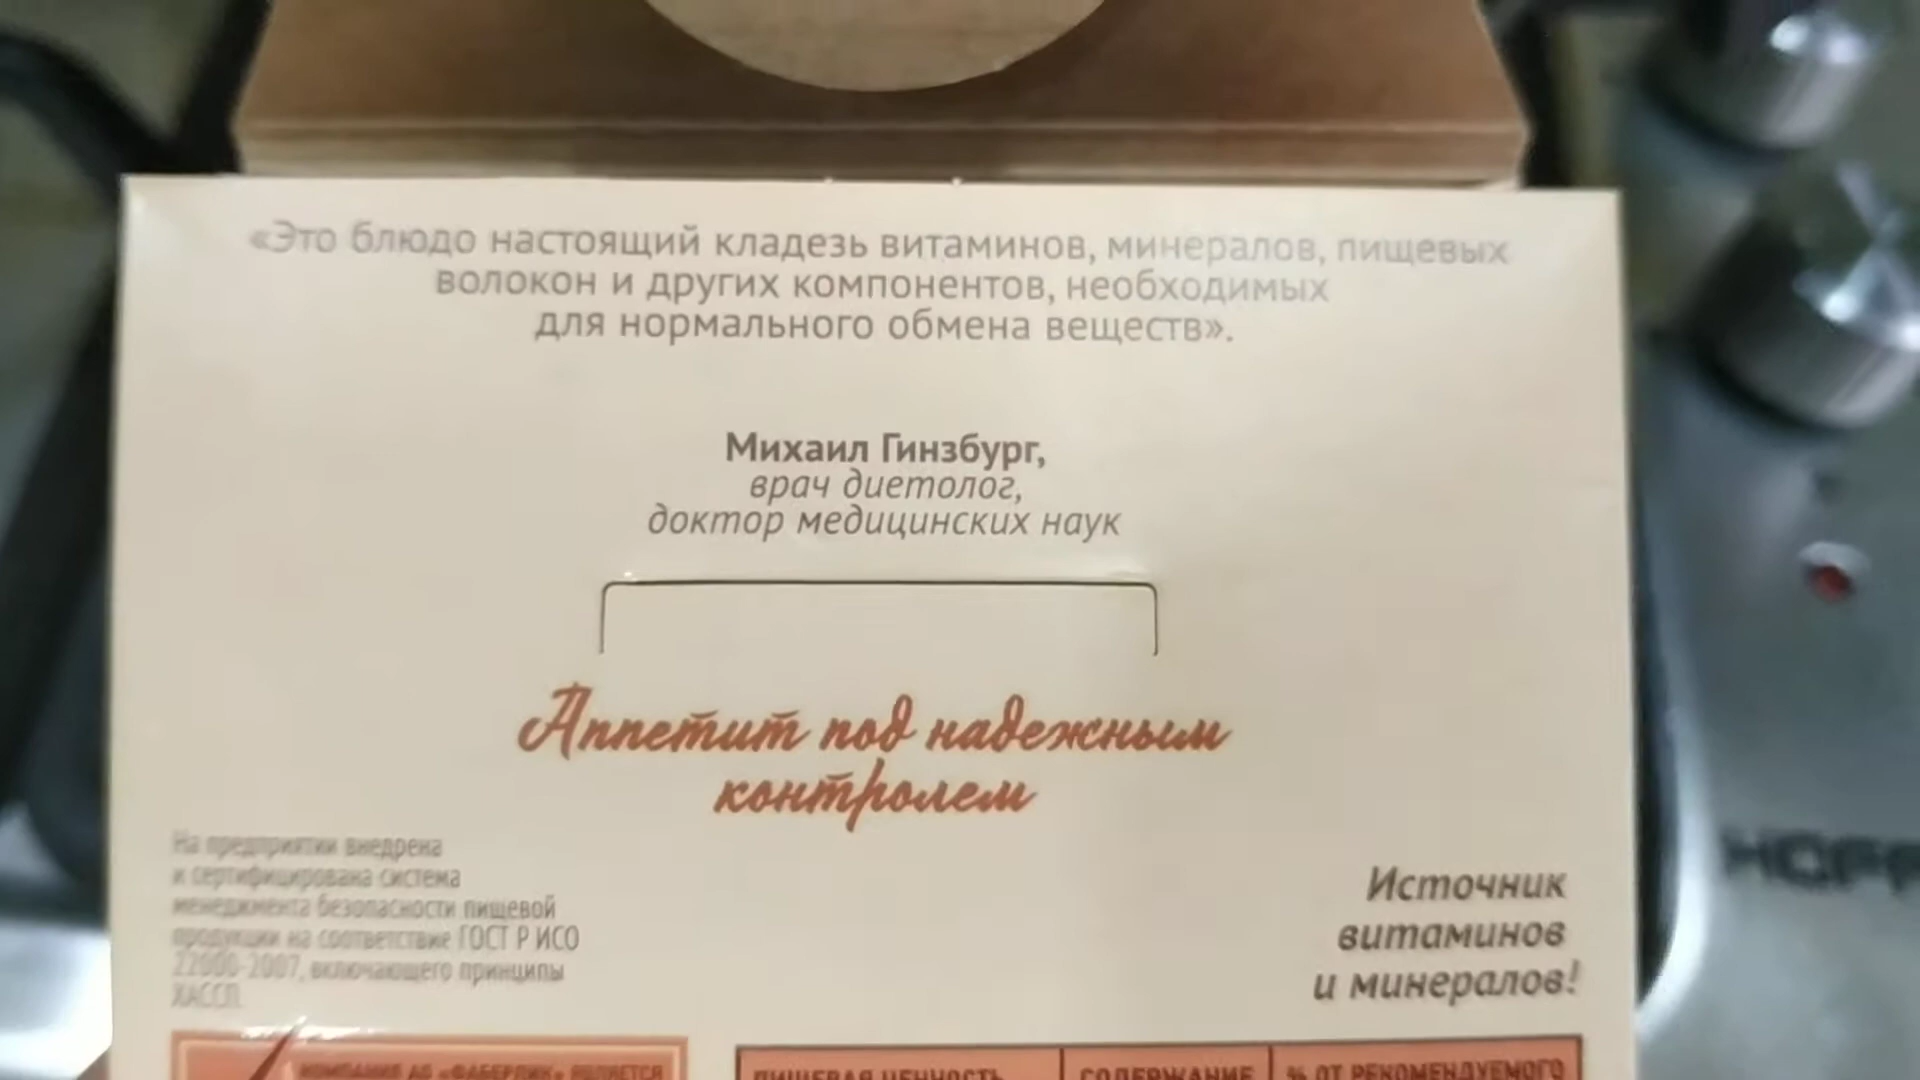 «Это блюдо настоящий кладезь витаминов, минералов, пищевых
волокон и других компонентов, необходимых
для нормального обмена веществ».
Михаил Гинзбург,
врач диетолог,
доктор медицинских наук
Аппетит под надежным
контролем
На предприятии внедрена
и сертифицирована система
менеджмента безопасности пищевой
продукции на соответствие ГОСТ Р ИСО
22000-2007, включающего принципы
ХАССП.
Источник
витаминов
и минералов!
КОМПАНИЯ АО «ФАБЕРЛИК» ЯВЛЯЕТСЯ
ПИЩЕВАЯ ЦЕННОСТЬ
СОДЕРЖАНИЕ
% ОТ РЕКОМЕНДУЕМОГО
HOFF